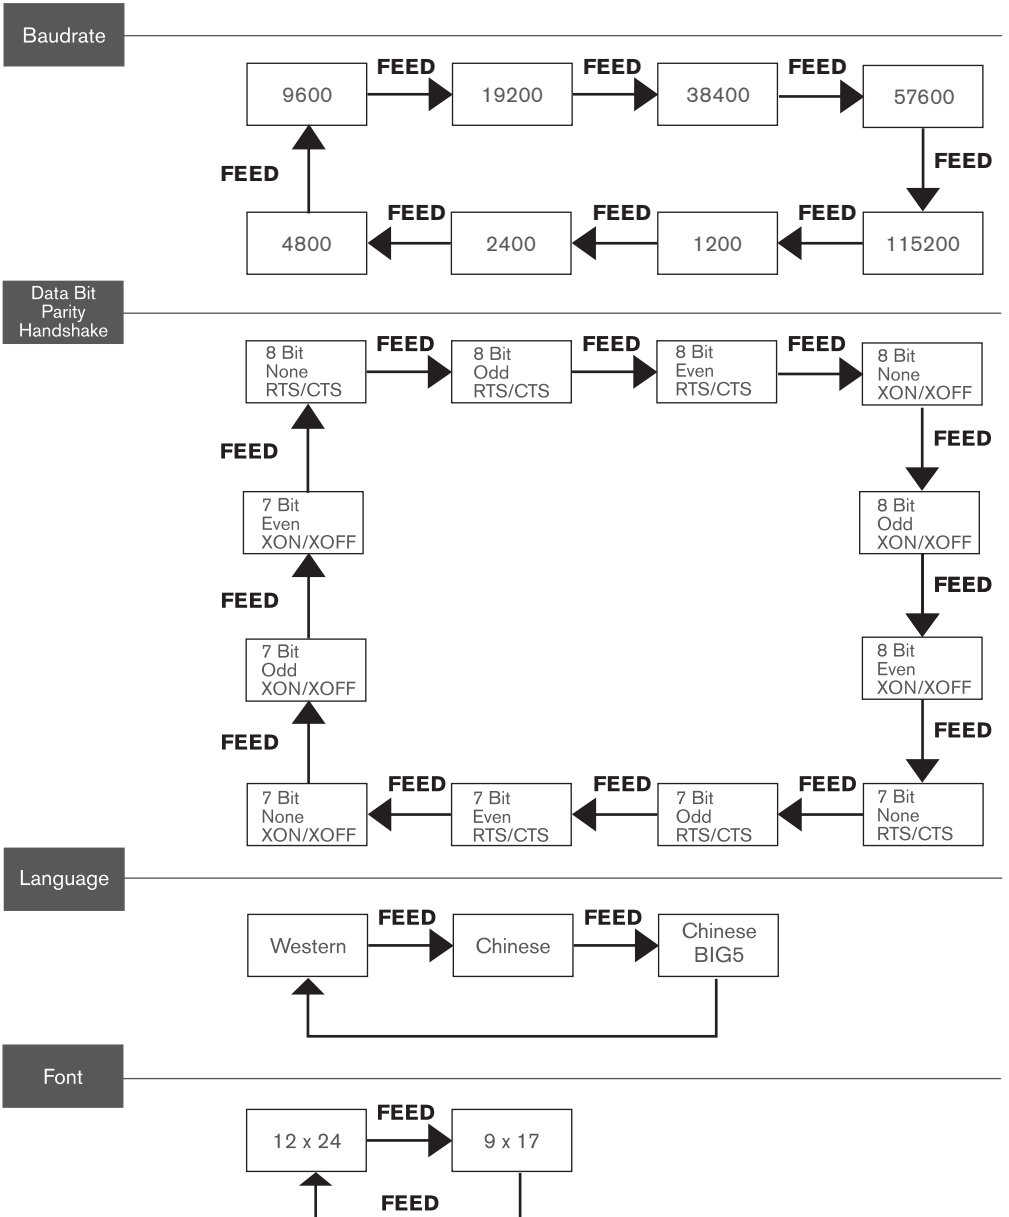 Baudrate
FEED FEED FEED
9600 19200 38400 57600
FEED FEED
FEED FEED FEED
4800 2400 1200 115200
Data Bit
Parity
Handshake
FEED FEED FEED
8 Bit
None
RTS/CTS
8 Bit
Odd
RTS/CTS
8 Bit
Even
RTS/CTS
8 Bit
None
XON/XOFF
FEED FEED
7 Bit
Even
XON/XOFF
8 Bit
Odd
XON/XOFF
FEED FEED
7 Bit
Odd
XON/XOFF
8 Bit
Even
XON/XOFF
FEED FEED
FEED FEED FEED
7 Bit
None
XON/XOFF
7 Bit
Even
RTS/CTS
7 Bit
Odd
RTS/CTS
7 Bit
None
RTS/CTS
Language
FEED FEED
Western Chinese
Chinese
BIG5
Font
FEED
12 x 24 9 x 17
FEED